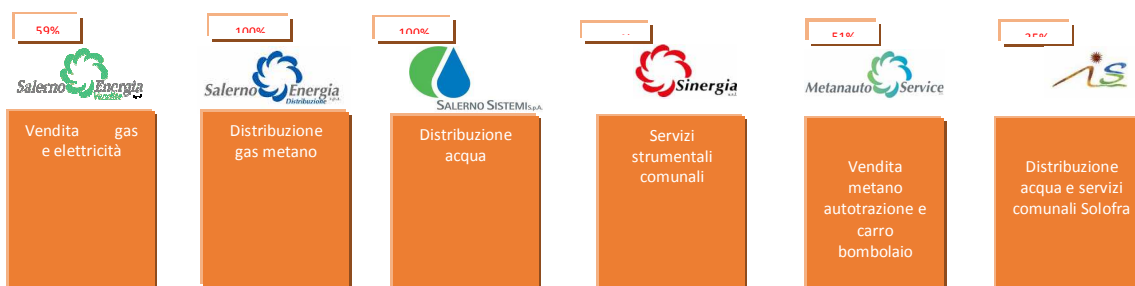 59%
Salerno Energia
Vendite
Vendita gas
e elettricità
100%
Salerno Energia
Distribuzione s.p.a.
Distribuzione
gas metano
100%
SALERNO SISTEMI S.p.A.
Distribuzione
acqua
Sinergia
Servizi
strumentali
comunali
51%
Metanauto Service
Vendita
metano
autotrazione e
carro
bombolaio
Distribuzione
acqua e servizi
comunali Solofra